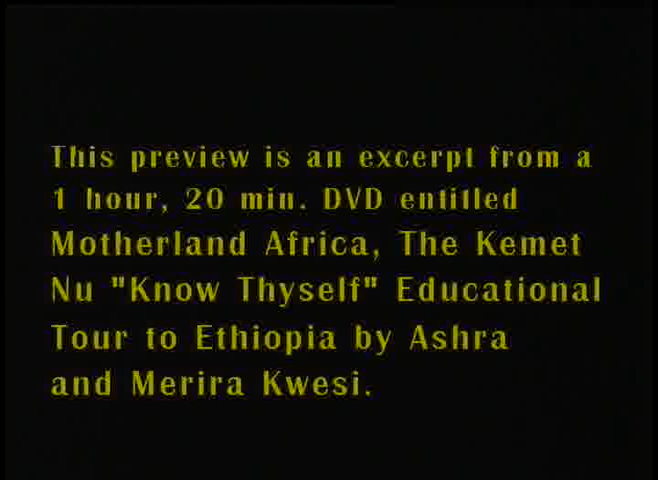 This preview is an excerpt from a
1 hour, 20 min. DVD entitled
Motherland Africa, The Kemet
Nu "Know Thyself" Educational
Tour to Ethiopia by Ashra
and Merira Kwesi.